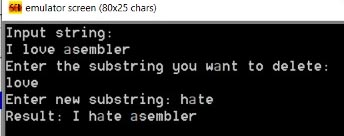 emulator screen (80x25 chars)
Input string:
I love asembler
Enter the substring you want to delete:
love
Enter new substring: hate
Result: I hate asembler